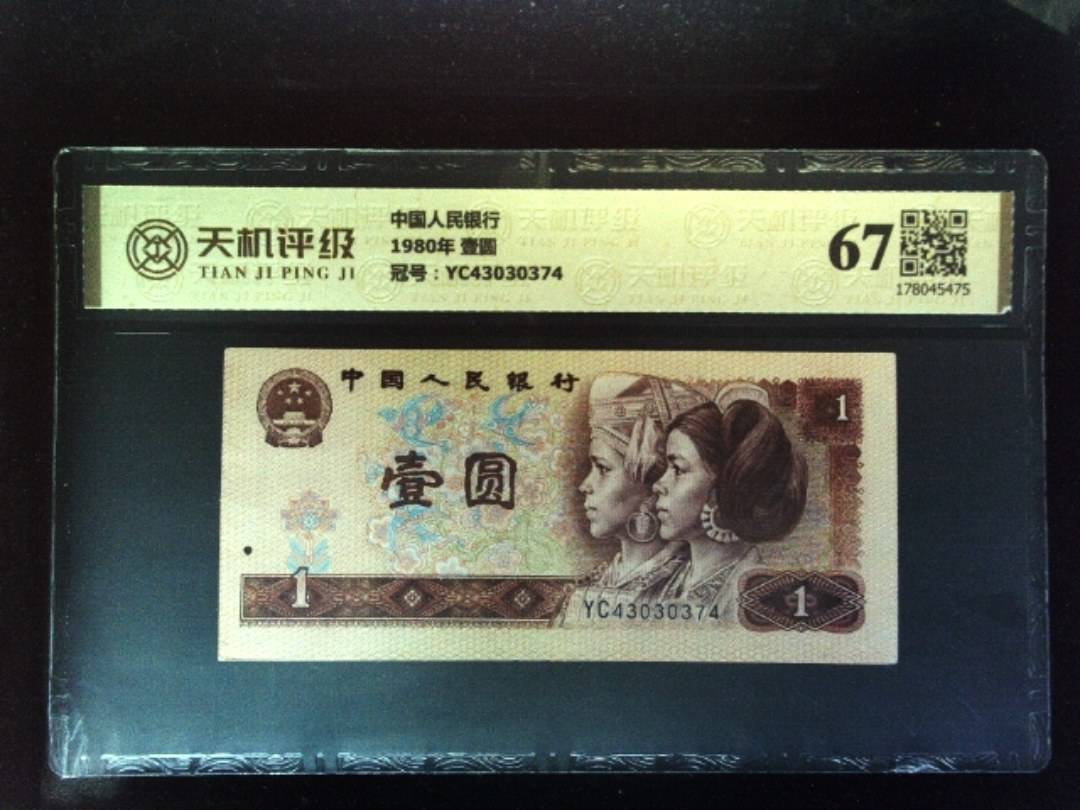 天机评级
TIAN JI PING JI
中国人民银行
1980年 壹圆
冠号：YC43030374
67
178045475
中国人民银行
1
壹圆
1
YC43030374
1